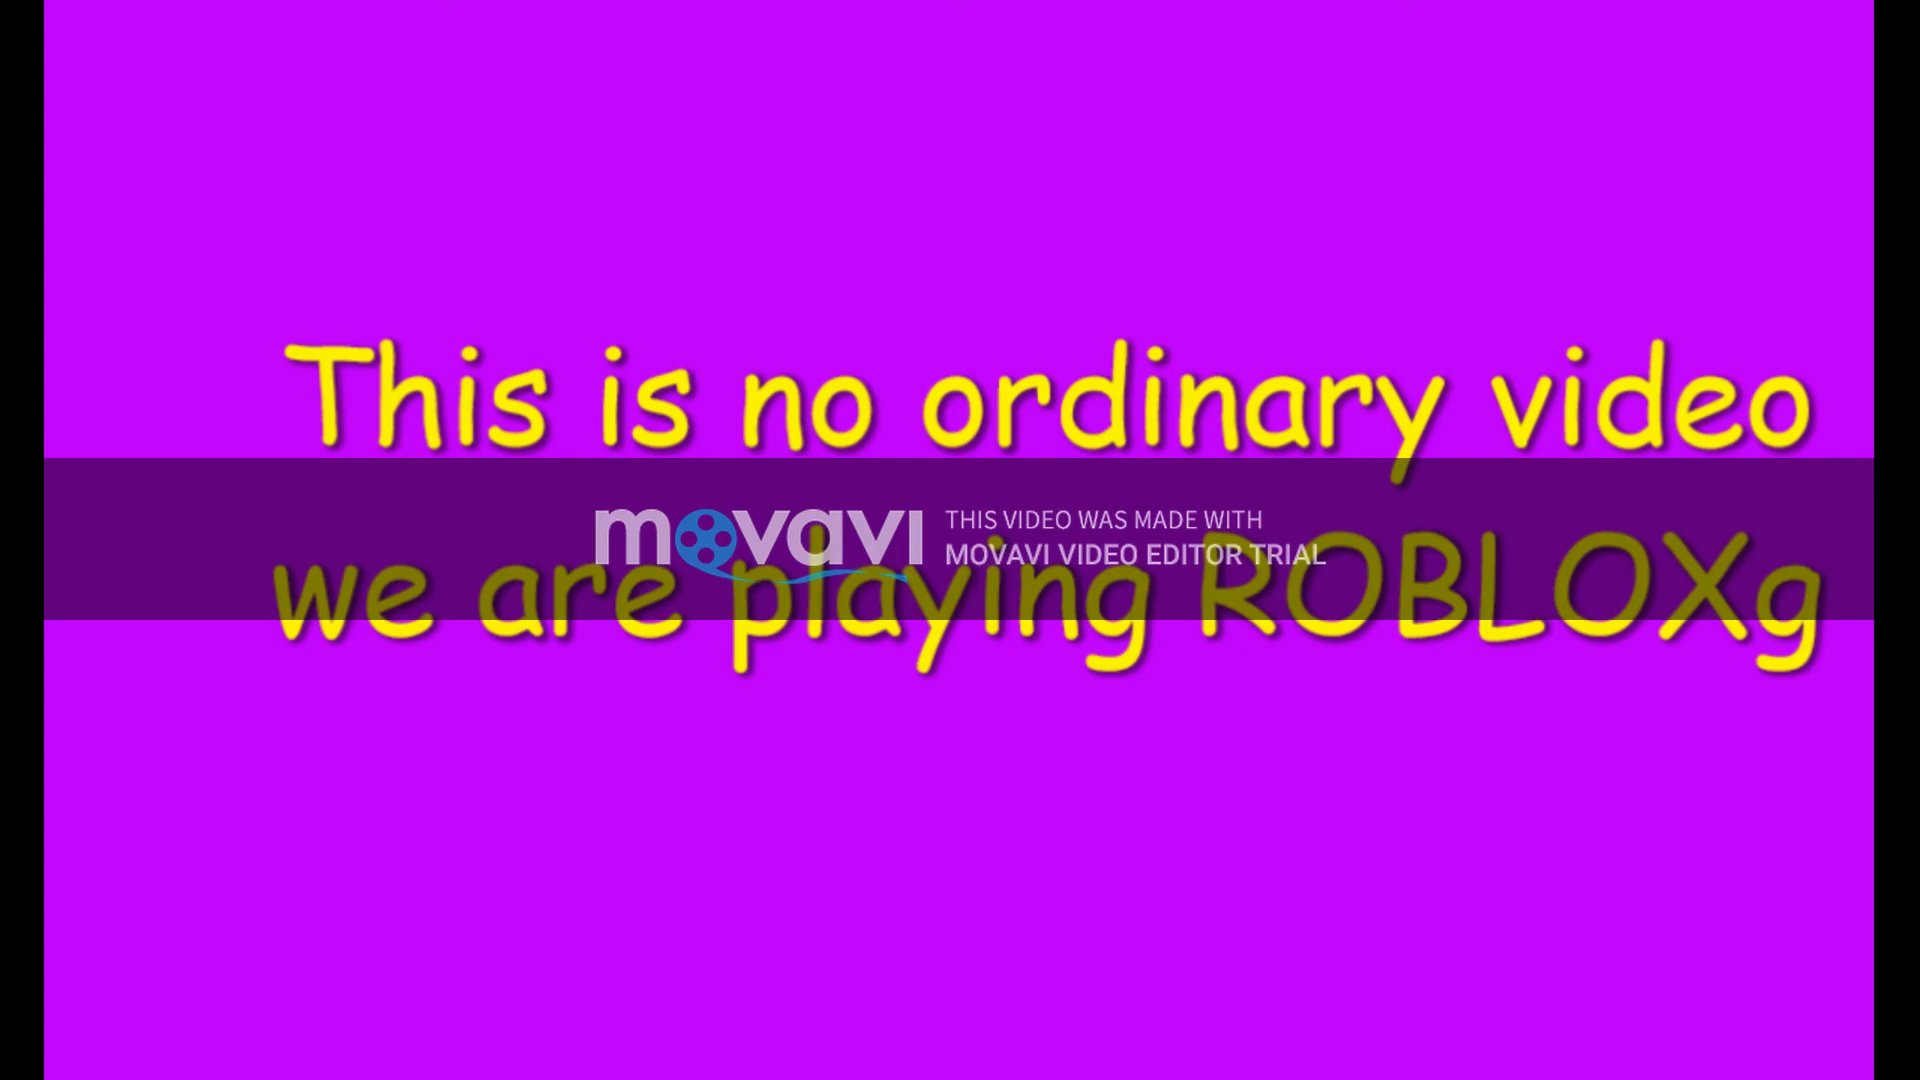 This is no ordinary video
movavi THIS VIDEO WAS MADE WITH
MOVAVI VIDEO EDITOR TRIAL
we are playing ROBLOXg